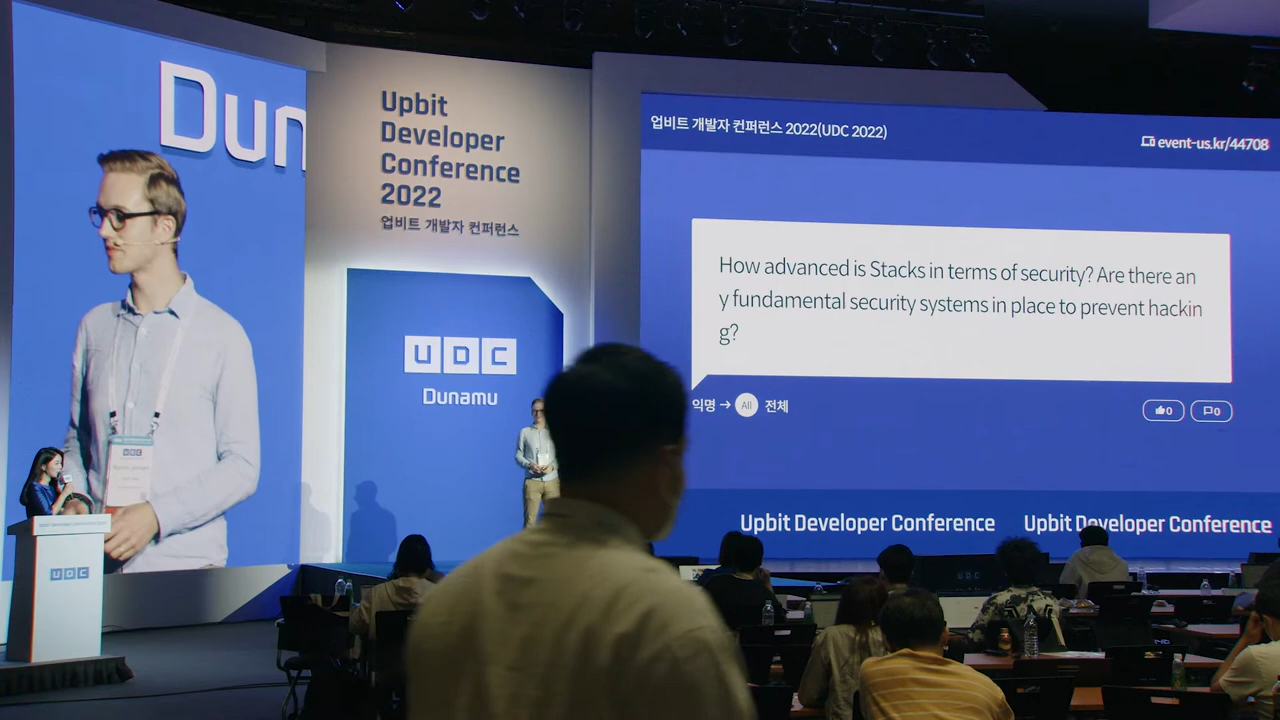 Dun
Upbit
Developer
Conference
2022
업비트 개발자 컨퍼런스
UDC
Dunamu
업비트 개발자 컨퍼런스 2022(UDC 2022)
event-us.kr/44708
How advanced is Stacks in terms of security? Are there an
y fundamental security systems in place to prevent hackin
g?
익명 → All 전체
0
0
Upbit Developer Conference
Upbit Developer Conference
UDC
UDC
UDC